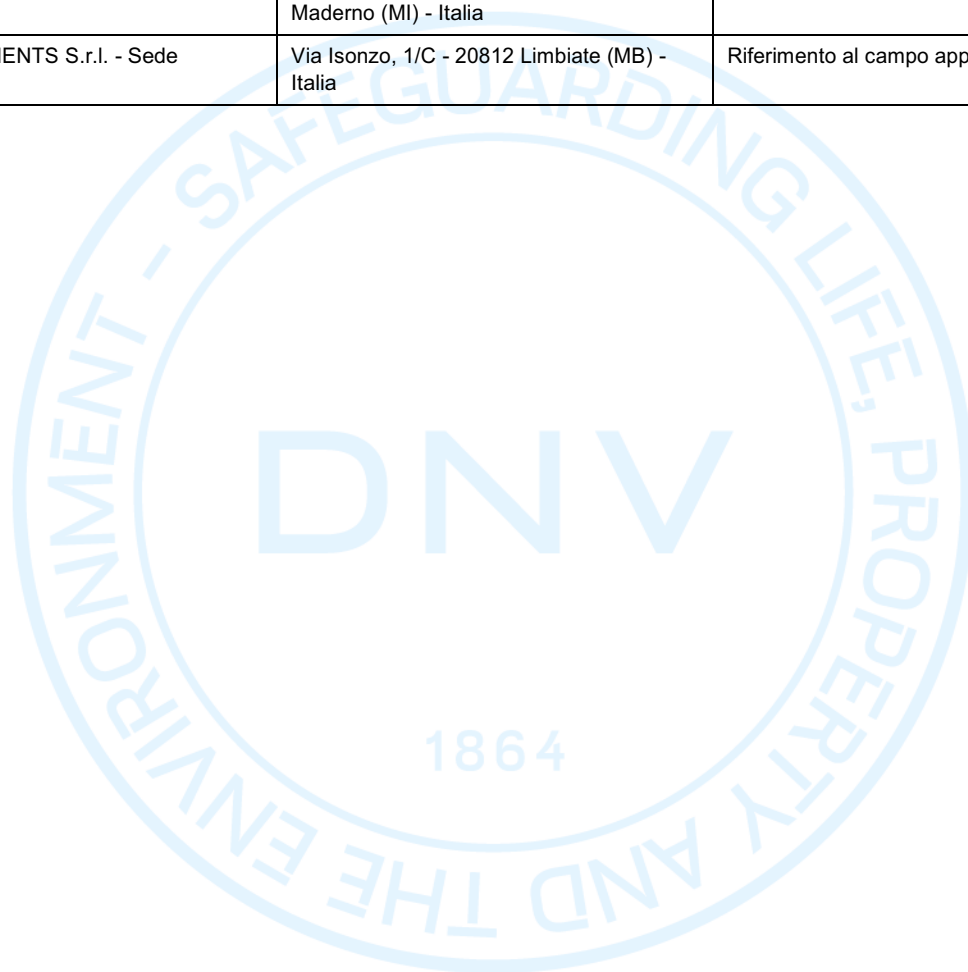 Maderno (MI) - Italia
IENTS S.r.l. - Sede
Via Isonzo, 1/C - 20812 Limbiate (MB) -
Italia
Riferimento al campo app
SAFEGUARDING LIFE, PROPERTY AND THE ENVIRONMENT -
DNV
1864